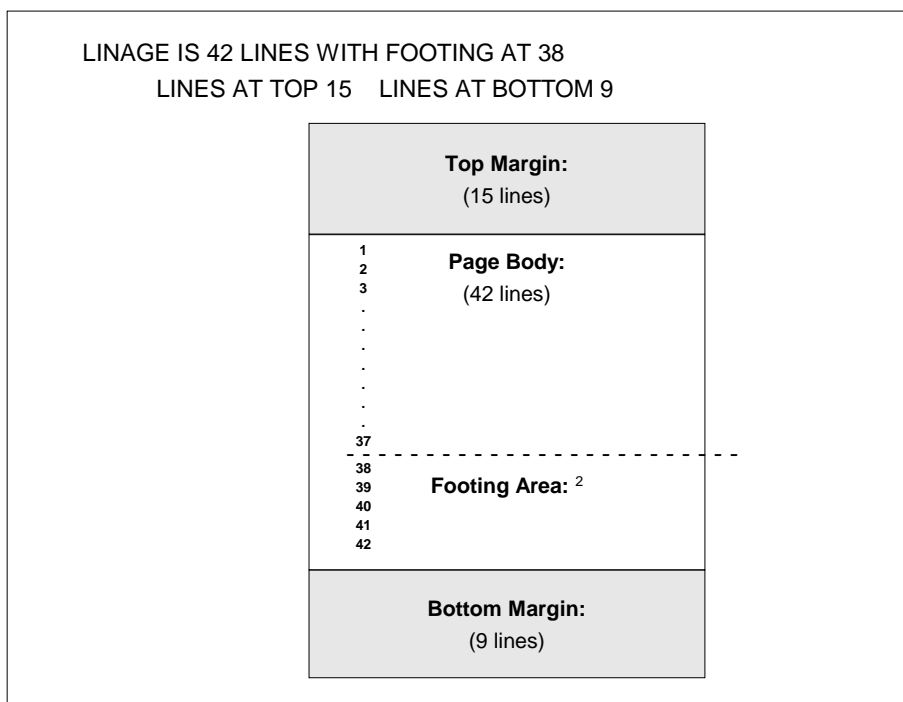 LINAGE IS 42 LINES WITH FOOTING AT 38
LINES AT TOP 15 LINES AT BOTTOM 9
Top Margin:
(15 lines)
1
2
3
.
.
.
.
.
.
.
37
Page Body:
(42 lines)
38
39
40
41
42
Footing Area: 2
Bottom Margin:
(9 lines)